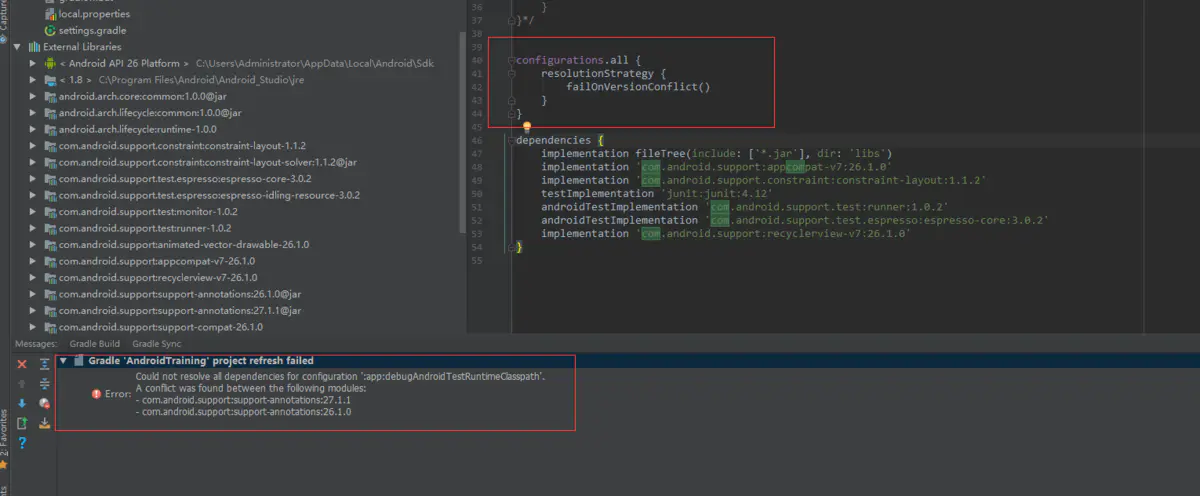 Capture
local.properties
settings.gradle
External Libraries
< Android API 26 Platform > C:\Users\Administrator\AppData\Local\Android\Sdk
< 1.8 > C:\Program Files\Android\Android_Studio\jre
android.arch.core:common:1.0.0@jar
android.arch.lifecycle:common:1.0.0@jar
android.arch.lifecycle:runtime-1.0.0
com.android.support.constraint:constraint-layout-1.1.2
com.android.support.constraint:constraint-layout-solver:1.1.2@jar
com.android.support.test.espresso:espresso-core-3.0.2
com.android.support.test.espresso:espresso-idling-resource-3.0.2
com.android.support.test:monitor-1.0.2
com.android.support.test:runner-1.0.2
com.android.support:animated-vector-drawable-26.1.0
com.android.support:appcompat-v7-26.1.0
com.android.support:recyclerview-v7-26.1.0
com.android.support:support-annotations:26.1.0@jar
com.android.support:support-annotations:27.1.1@jar
com.android.support:support-compat-26.1.0
36 }
37 }*/
38
39
40 configurations.all {
41 resolutionStrategy {
42 failOnVersionConflict()
43 }
44 }
45
46 dependencies {
47 implementation fileTree(include: ['*.jar'], dir: 'libs')
48 implementation 'com.android.support:appcompat-v7:26.1.0'
49 implementation 'com.android.support.constraint:constraint-layout:1.1.2'
50 testImplementation 'junit:junit:4.12'
51 androidTestImplementation 'com.android.support.test:runner:1.0.2'
52 androidTestImplementation 'com.android.support.test.espresso:espresso-core:3.0.2'
53 implementation 'com.android.support:recyclerview-v7:26.1.0'
54 }
55
Messages: Gradle Build Gradle Sync
Gradle 'AndroidTraining' project refresh failed
Error: Could not resolve all dependencies for configuration ':app:debugAndroidTestRuntimeClasspath'.
A conflict was found between the following modules:
- com.android.support:support-annotations:27.1.1
- com.android.support:support-annotations:26.1.0
2: Favorites